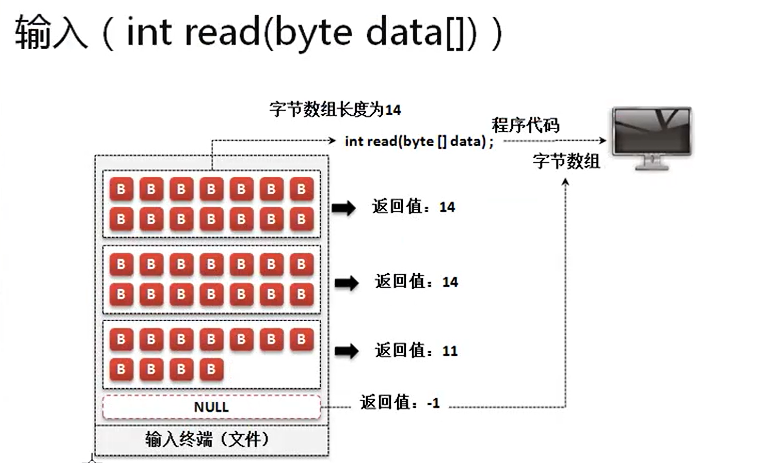 输入（int read(byte data[])）
字节数组长度为14
int read(byte [] data) ;
程序代码
字节数组
B B B B B B B
B B B B B B B
返回值：14
B B B B B B B
B B B B B B B
返回值：14
B B B B B B B
B B B B
返回值：11
NULL
返回值：-1
输入终端（文件）